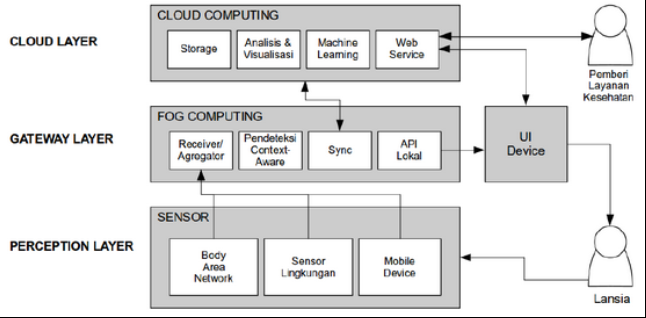 CLOUD COMPUTING
CLOUD LAYER
Storage
Analisis &
Visualisasi
Machine
Learning
Web
Service
Pemberi
Layanan
Kesehatan
FOG COMPUTING
GATEWAY LAYER
Receiver/
Agrogator
Pendeteksi
Context-
Aware
Sync
API
Lokal
UI
Device
SENSOR
PERCEPTION LAYER
Body
Area
Network
Sensor
Lingkungan
Mobile
Device
Lansia